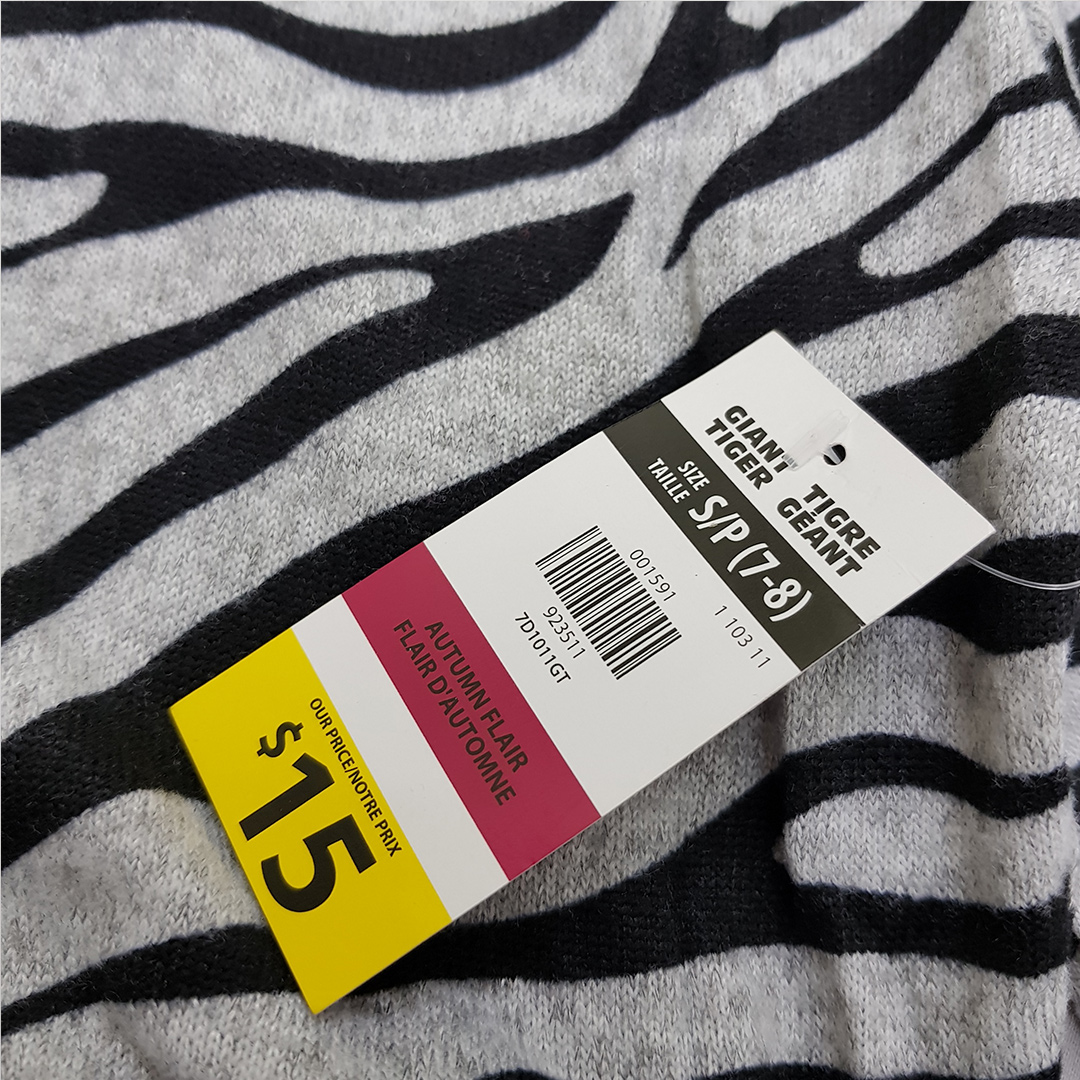 GIANT
TIGER
TIGRE
GÉANT
SIZE
TAILLE
S/P (7-8)
001591
1 103 11
923511
7D1011GT
AUTUMN FLAIR
FLAIR D'AUTOMNE
OUR PRICE/NOTRE PRIX
$15